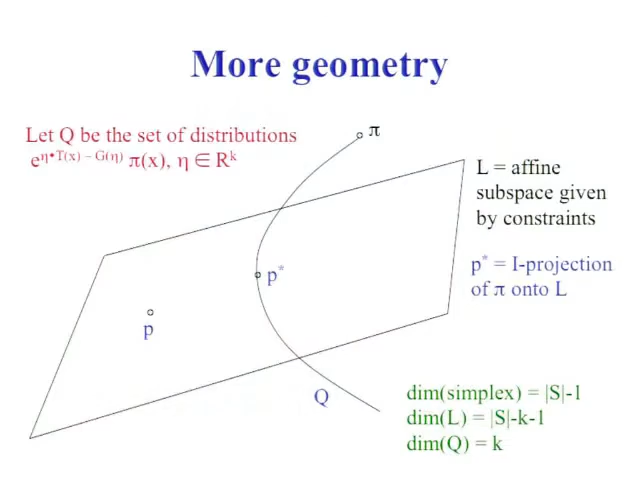 More geometry
Let Q be the set of distributions
e^{η•T(x) – G(η)} π(x), η ∈ R^k
π
L = affine
subspace given
by constraints
p* = I-projection
of π onto L
p*
p
Q
dim(simplex) = |S|-1
dim(L) = |S|-k-1
dim(Q) = k